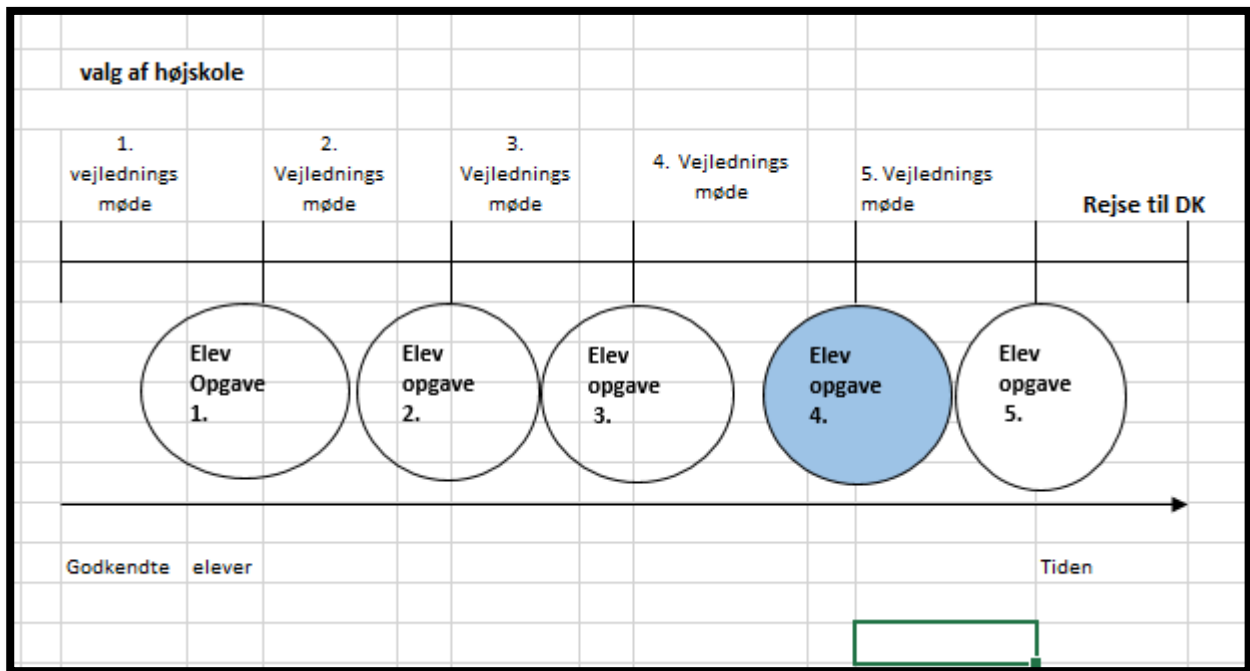 valg af højskole
1.
vejlednings
møde
2.
Vejlednings
møde
3.
Vejlednings
møde
4. Vejlednings
møde
5. Vejlednings
møde
Rejse til DK
Elev
Opgave
1.
Elev
opgave
2.
Elev
opgave
3.
Elev
opgave
4.
Elev
opgave
5.
Godkendte elever
Tiden